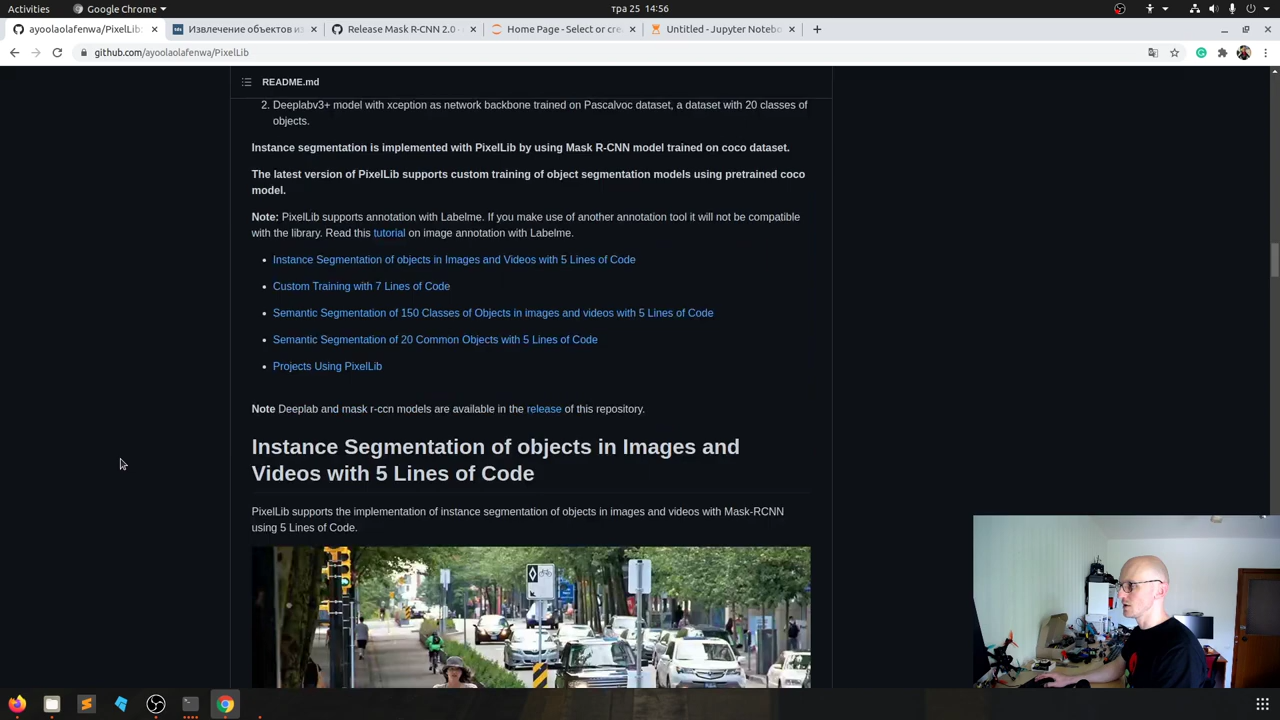 Activities
Google Chrome
тра 25 14:56
ayoolaolafenwa/PixelLib:
Извлечение объектов из
Release Mask R-CNN 2.0 ·
Home Page - Select or cre
Untitled - Jupyter Notebo
github.com/ayoolaolafenwa/PixelLib
README.md
2. Deeplabv3+ model with xception as network backbone trained on Pascalvoc dataset, a dataset with 20 classes of
objects.
Instance segmentation is implemented with PixelLib by using Mask R-CNN model trained on coco dataset.
The latest version of PixelLib supports custom training of object segmentation models using pretrained coco
model.
Note: PixelLib supports annotation with Labelme. If you make use of another annotation tool it will not be compatible
with the library. Read this tutorial on image annotation with Labelme.
Instance Segmentation of objects in Images and Videos with 5 Lines of Code
Custom Training with 7 Lines of Code
Semantic Segmentation of 150 Classes of Objects in images and videos with 5 Lines of Code
Semantic Segmentation of 20 Common Objects with 5 Lines of Code
Projects Using PixelLib
Note Deeplab and mask r-ccn models are available in the release of this repository.
Instance Segmentation of objects in Images and
Videos with 5 Lines of Code
PixelLib supports the implementation of instance segmentation of objects in images and videos with Mask-RCNN
using 5 Lines of Code.